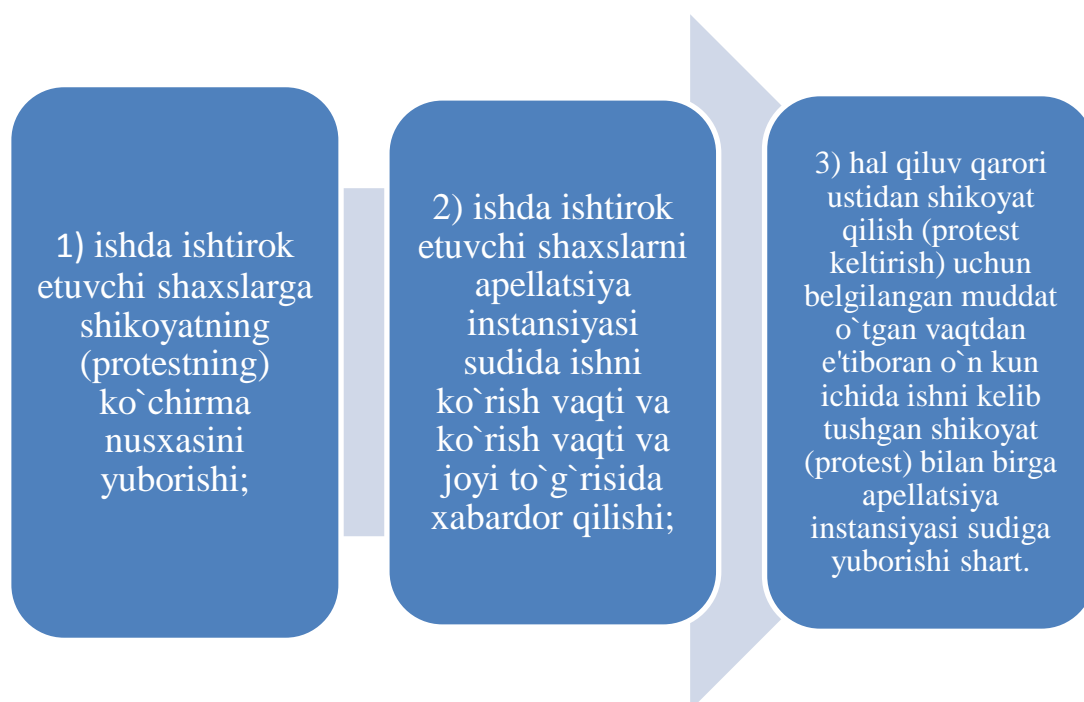 1) ishda ishtirok
etuvchi shaxslarga
shikoyatning
(protestning)
ko`chirma
nusxasini
yuborishi;
2) ishda ishtirok
etuvchi shaxslarni
apellatsiya
instansiyasi
sudida ishni
ko`rish vaqti va
ko`rish vaqti va
joyi to`g`risida
xabardor qilishi;
3) hal qiluv qarori
ustidan shikoyat
qilish (protest
keltirish) uchun
belgilangan muddat
o`tgan vaqtdan
e'tiboran o`n kun
ichida ishni kelib
tushgan shikoyat
(protest) bilan birga
apellatsiya
instansiyasi sudiga
yuborishi shart.